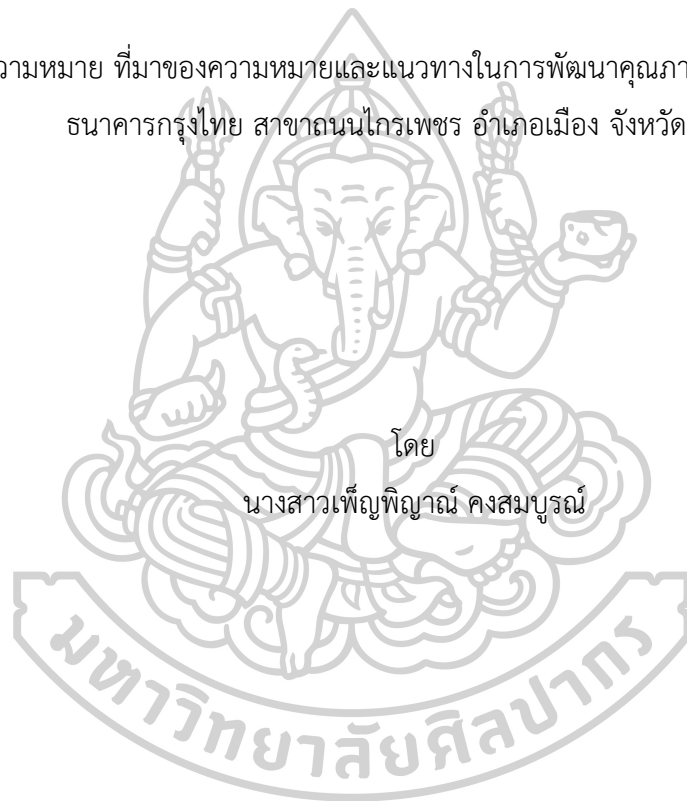 ความหมาย ที่มาของความหมายและแนวทางในการพัฒนาคุณภา
ธนาคารกรุงไทย สาขาถนนไกรเพชร อำเภอเมือง จังหวัด
โดย
นางสาวเพ็ญพิญาณ์ คงสมบูรณ์
มหาวิทยาลัยศิลปากร